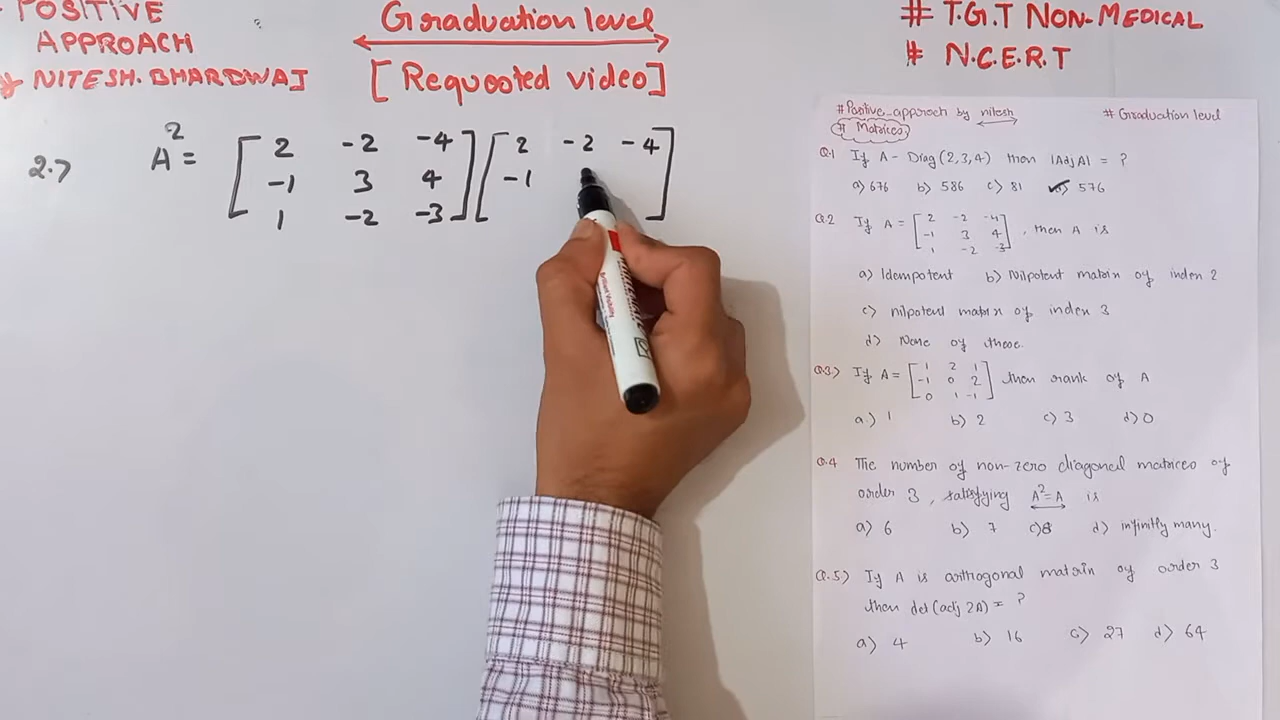 POSITIVE
APPROACH
* NITESH. BHARDWAJ
Graduation level
[Requested video]
# T.G.T NON-MEDICAL
* N.C.E.R.T
2.7 A² = [ 2 -2 -4 ] [ 2 -2 -4 ]
-1 3 4 -1
1 -2 -3
# Positive approach by nitesh # Graduation level
# Matrices
Q.1 If A - Diag (2,3,4) then |Adj A| = ?
a) 676 b) 586 c) 81 d) 576
Q.2 If A = [ 2 -2 -4 ], then A is
-1 3 4
1 -2 -3
a) Idempotent b) Nilpotent matrix of index 2
c) nilpotent matrix of index 3
d) None of these.
Q.3.) If A = [ 1 2 1 ] then rank of A
-1 0 2
0 1 -1
a.) 1 b) 2 c) 3 d) 0
Q.4 The number of non-zero diagonal matrices of
order 3, satisfying A²=A is
a) 6 b) 7 c) 8 d) infinitly many.
Q.5.) If A is orthogonal matrix of order 3
then det (adj 2A) = ?
a) 4 b) 16 c) 27 d) 64